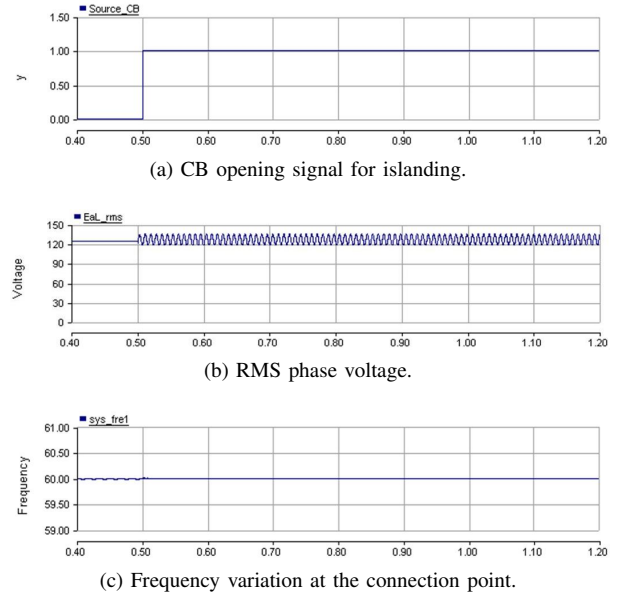 Source_CB
1.50
1.00
0.50
0.00
y
0.40 0.50 0.60 0.70 0.80 0.90 1.00 1.10 1.20
(a) CB opening signal for islanding.
EaL_rms
150
120
90
60
30
0
Voltage
0.40 0.50 0.60 0.70 0.80 0.90 1.00 1.10 1.20
(b) RMS phase voltage.
sys_fre1
61.00
60.50
60.00
59.50
59.00
Frequency
0.40 0.50 0.60 0.70 0.80 0.90 1.00 1.10 1.20
(c) Frequency variation at the connection point.